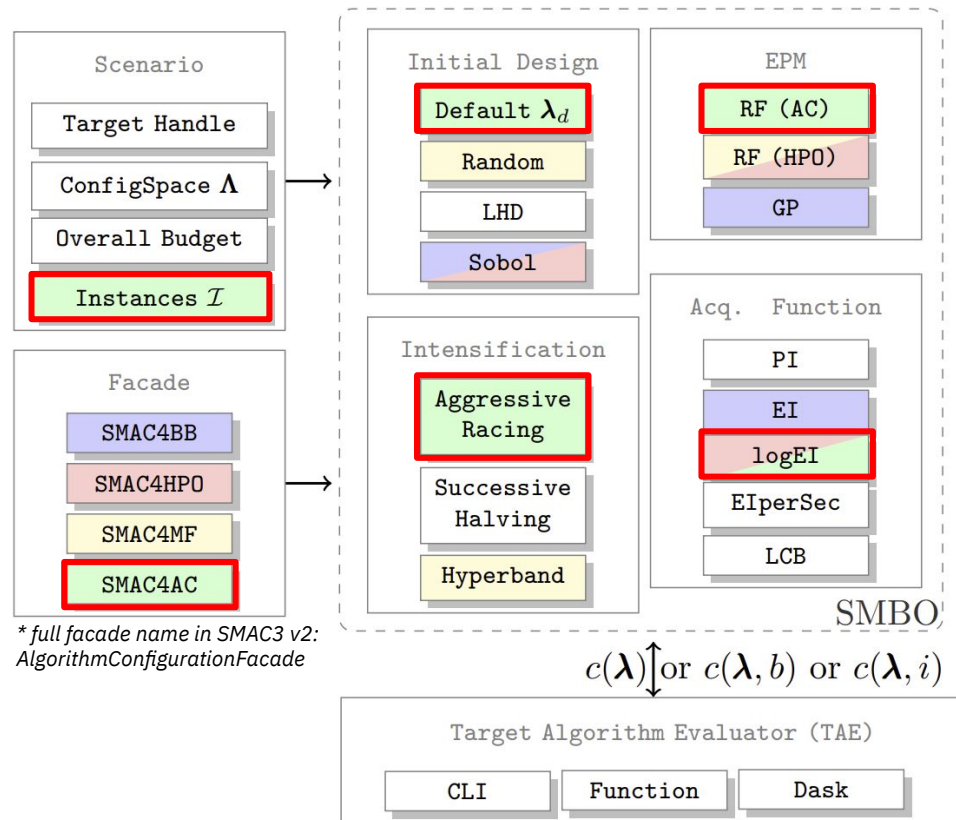 Scenario
Target Handle
ConfigSpace Λ
Overall Budget
Instances ℐ
Facade
SMAC4BB
SMAC4HPO
SMAC4MF
SMAC4AC
* full facade name in SMAC3 v2:
AlgorithmConfigurationFacade
Initial Design
Default λ_d
Random
LHD
Sobol
EPM
RF (AC)
RF (HPO)
GP
Intensification
Aggressive
Racing
Successive
Halving
Hyperband
Acq. Function
PI
EI
logEI
EIperSec
LCB
SMBO
c(λ) or c(λ, b) or c(λ, i)
Target Algorithm Evaluator (TAE)
CLI
Function
Dask